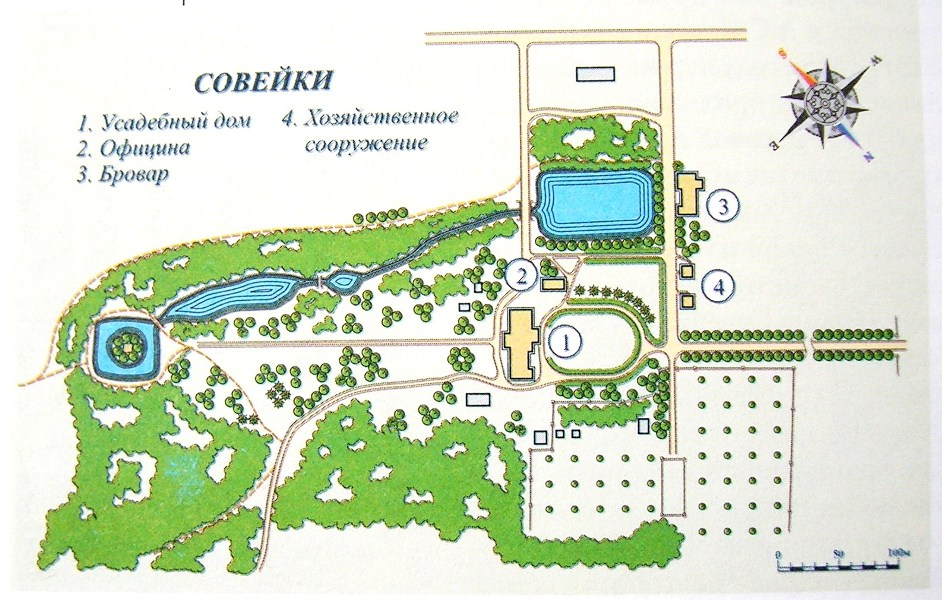 СОВЕЙКИ
1. Усадебный дом
2. Официна
3. Бровар
4. Хозяйственное
сооружение
S
W
E
N
3
2
4
1
0 50 100м